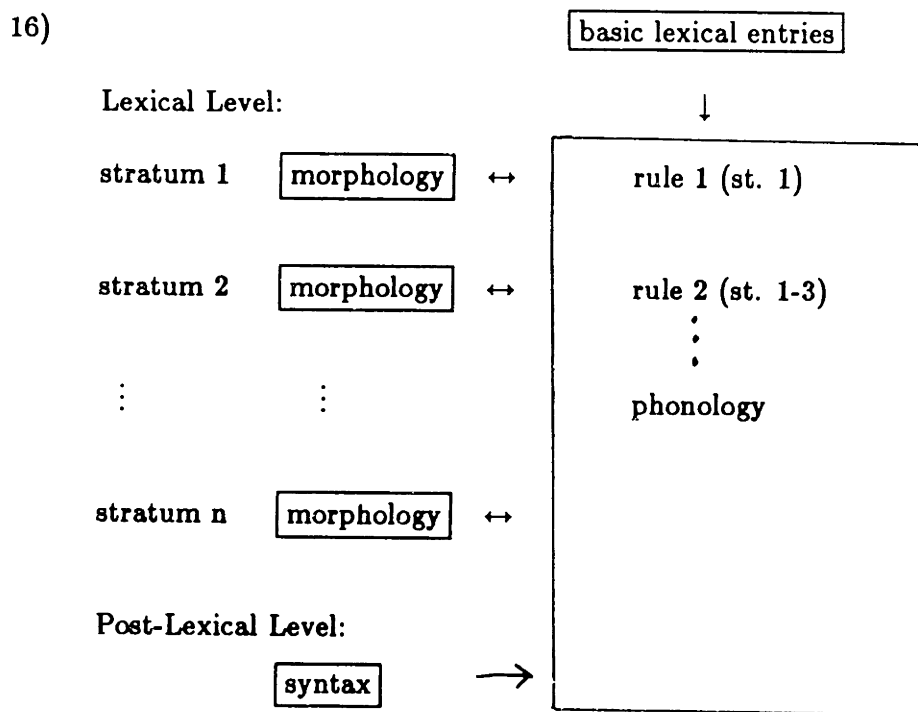 16)
basic lexical entries
Lexical Level: ↓
stratum 1 morphology ↔ rule 1 (st. 1)
stratum 2 morphology ↔ rule 2 (st. 1-3)
⋮ ⋮ phonology
stratum n morphology ↔
Post-Lexical Level:
syntax →